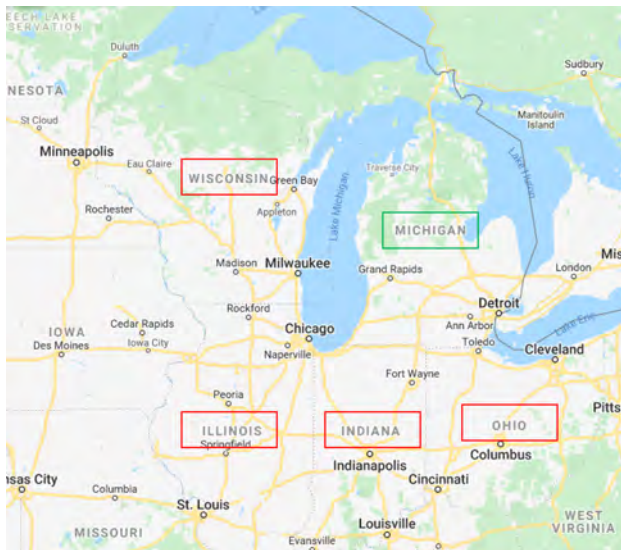 EECH LAKE
SERVATION
Duluth
Sudbury
NESOTA
St Cloud
Manitoulin
Island
Minneapolis
Eau Claire
WISCONSIN
Green Bay
Traverse City
Lake Huron
Rochester
Appleton
Lake Michigan
MICHIGAN
Madison
Milwaukee
Grand Rapids
London
Mis
Rockford
Detroit
Chicago
Ann Arbor
Lake Erie
IOWA
Cedar Rapids
Des Moines
Iowa City
Naperville
Toledo
Cleveland
Fort Wayne
Peoria
Pitts
ILLINOIS
INDIANA
OHIO
Springfield
Indianapolis
Columbus
nsas City
Columbia
Cincinnati
St. Louis
WEST
VIRGINIA
MISSOURI
Louisville
Evansville